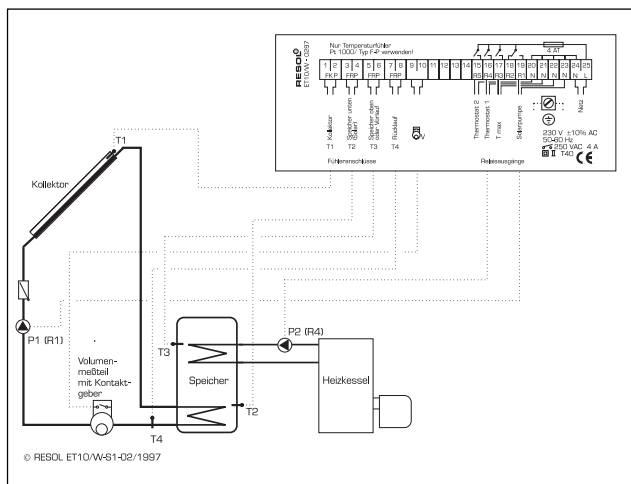 RESOL®
ET10/W · 0297
Nur Temperaturfühler
Pt 1000/ Typ F-P verwenden!
4 AT
1 2 3 4 5 6 7 8 9 10 11 12 13 14 15 16 17 18 19 20 21 22 23 24 25
FKP FRP FRP FRP R5 R4 R3 R2 R1 N N N N N L
Kollektor
T1
Speicher unten
(Solar)
T2
Speicher oben
oder Vorlauf
T3
Rücklauf
T4
V
Thermostat 2
Thermostat 1
T max
Solarpumpe
Netz
Fühleranschlüsse
Relaisausgänge
230 V ±10% AC
50-60 Hz
250 VAC 4 A
II T40 CE
T1
Kollektor
P1 (R1)
Volumen-
meßteil
mit Kontakt-
geber
T3
Speicher
T2
T4
P2 (R4)
Heizkessel
© RESOL ET10/W-S1-02/1997